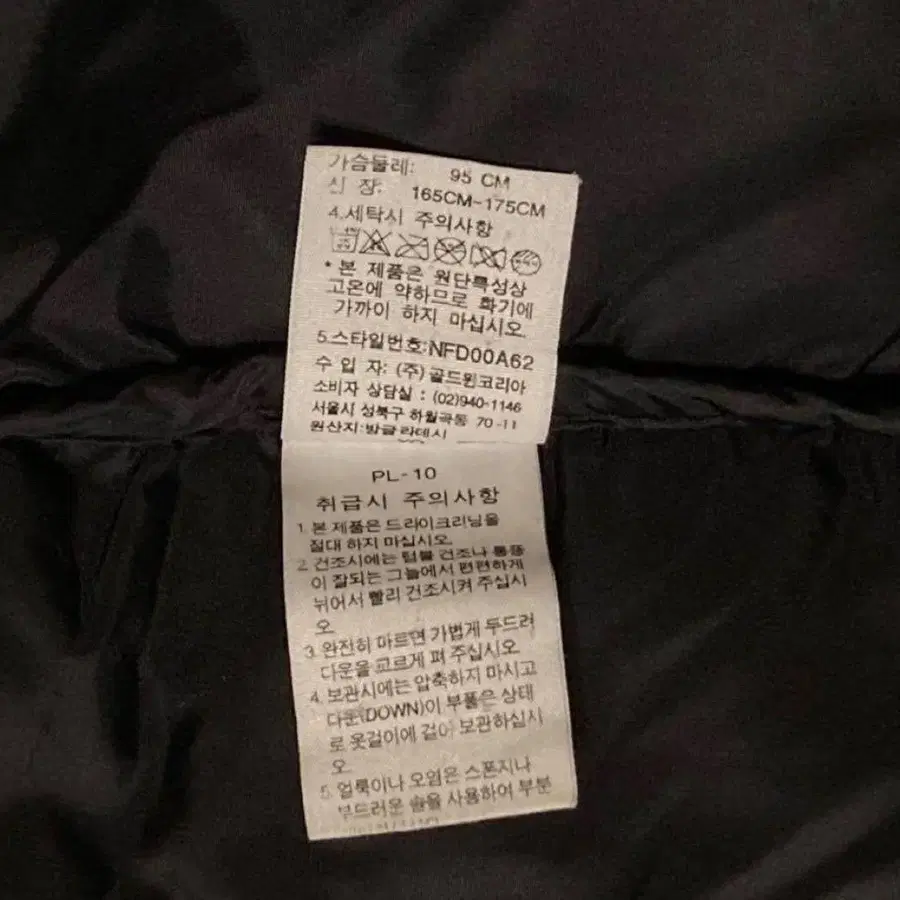 가슴둘레: 95 CM
신 장: 165CM~175CM
4.세탁시 주의사항
* 본 제품은 원단특성상
고온에 약하므로 화기에
가까이 하지 마십시오.
5.스타일번호:NFD00A62
수 입 자: (주) 골드윈코리아
소비자 상담실 : (02)940-1146
서울시 성북구 하월곡동 70-11
원산지:방글라데시
PL-10
취급시 주의사항
1. 본 제품은 드라이크리닝을
절대 하지 마십시오.
2. 건조시에는 텀블 건조나 통풍
이 잘되는 그늘에서 편편하게
뉘어서 빨리 건조시켜 주십시
오.
3. 완전히 마르면 가볍게 두드려
다운을 고르게 펴 주십시오.
4. 보관시에는 압축하지 마시고
다운(DOWN)이 부풀은 상태
로 옷걸이에 걸어 보관하십시
오.
5. 얼룩이나 오염은 스폰지나
부드러운 솔을 사용하여 부분